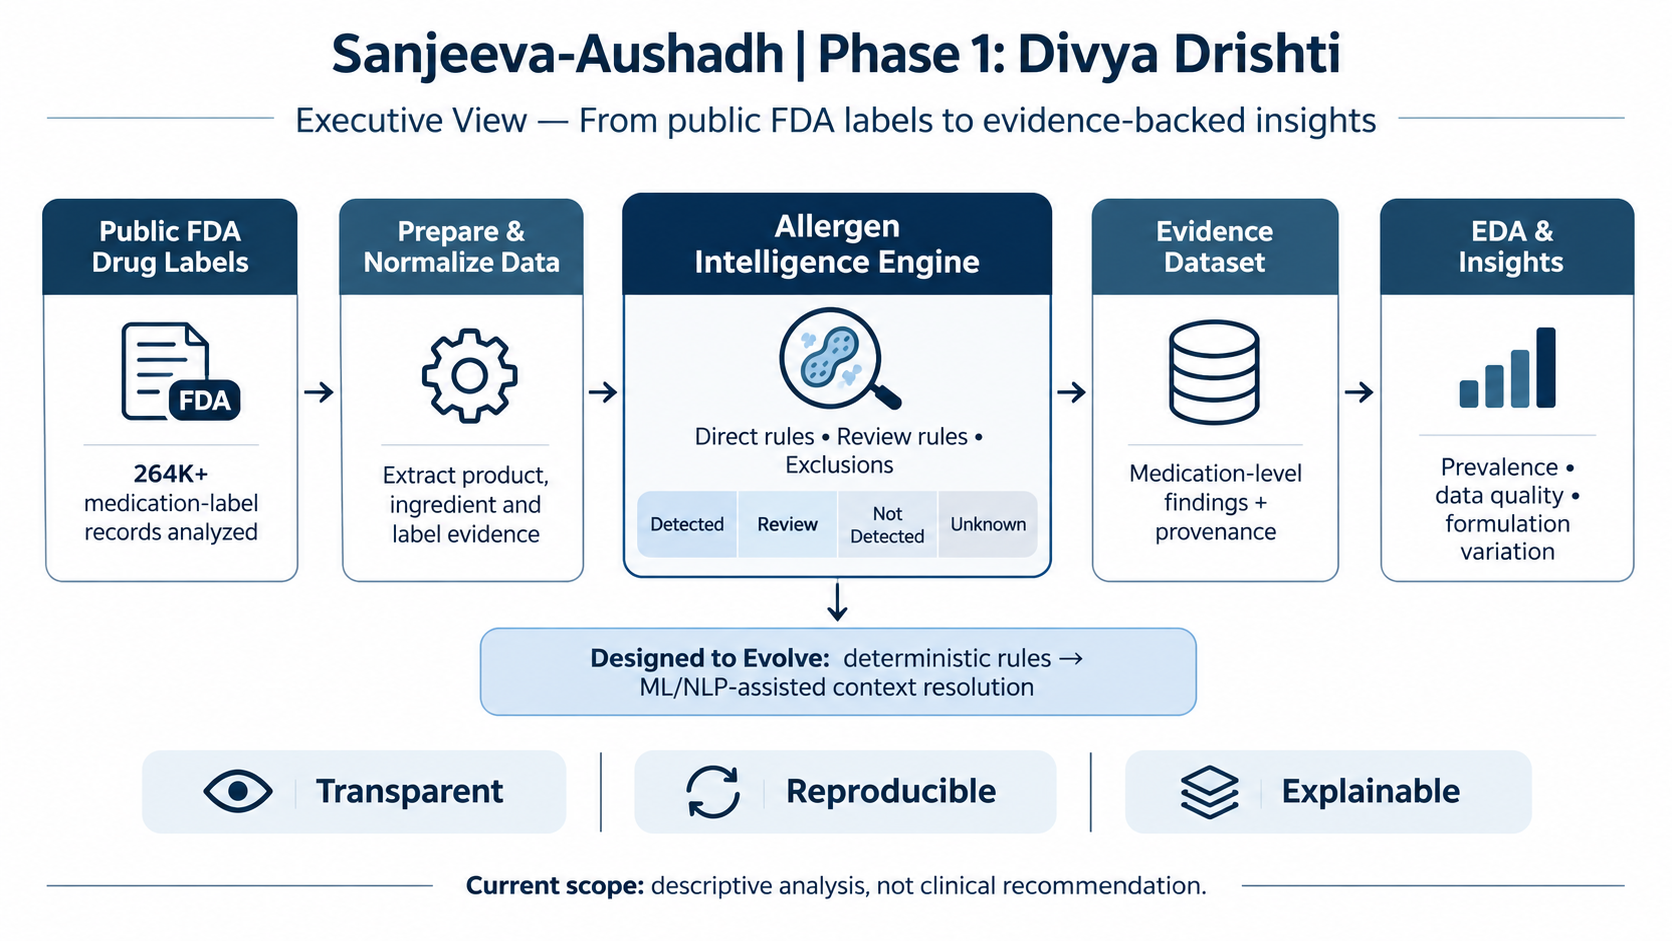 Sanjeeva-Aushadh | Phase 1: Divya Drishti
Executive View — From public FDA labels to evidence-backed insights
Public FDA
Drug Labels
FDA
264K+
medication-label
records analyzed
Prepare &
Normalize Data
Extract product,
ingredient and
label evidence
Allergen
Intelligence Engine
Direct rules • Review rules •
Exclusions
Detected
Review
Not
Detected
Unknown
Evidence
Dataset
Medication-level
findings +
provenance
EDA &
Insights
Prevalence •
data quality •
formulation
variation
Designed to Evolve: deterministic rules →
ML/NLP-assisted context resolution
Transparent
Reproducible
Explainable
Current scope: descriptive analysis, not clinical recommendation.